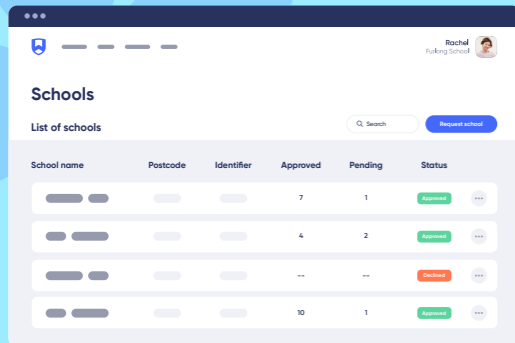 Rachel
Furlong School
Schools
List of schools
Search
Request school
School name Postcode Identifier Approved Pending Status
7 1 Approved
4 2 Approved
-- -- Declined
10 1 Approved